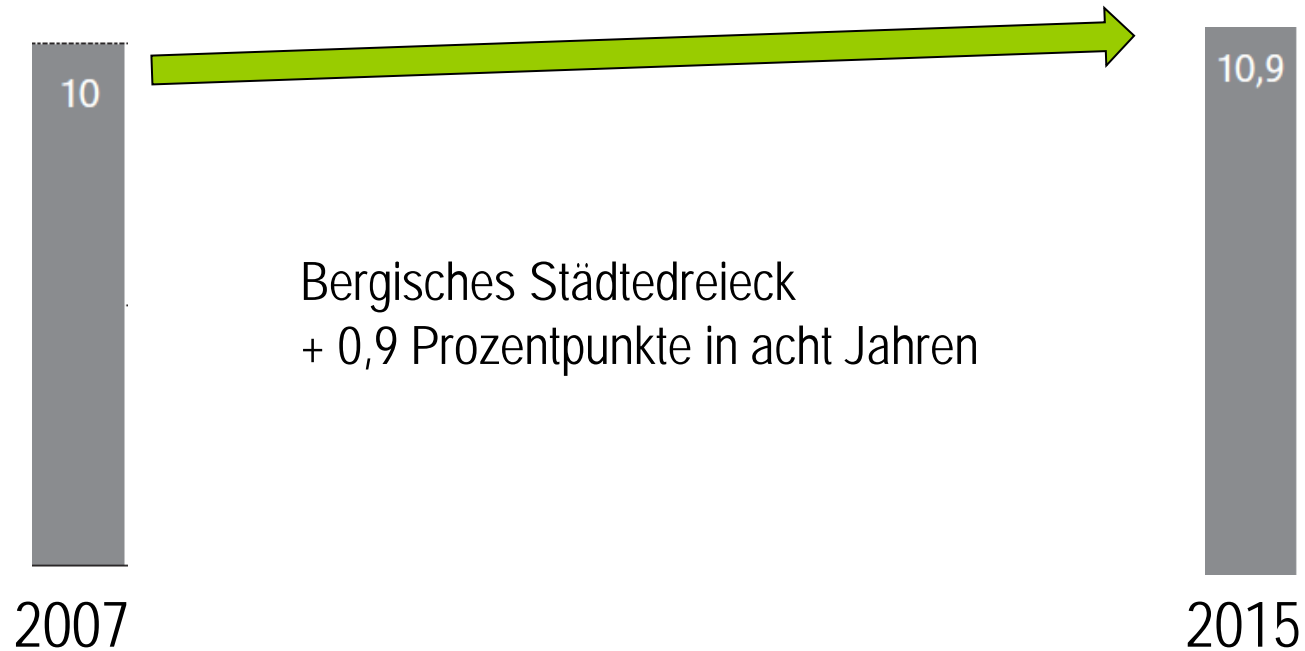 10
10,9
Bergisches Städtedreieck
+ 0,9 Prozentpunkte in acht Jahren
2007
2015